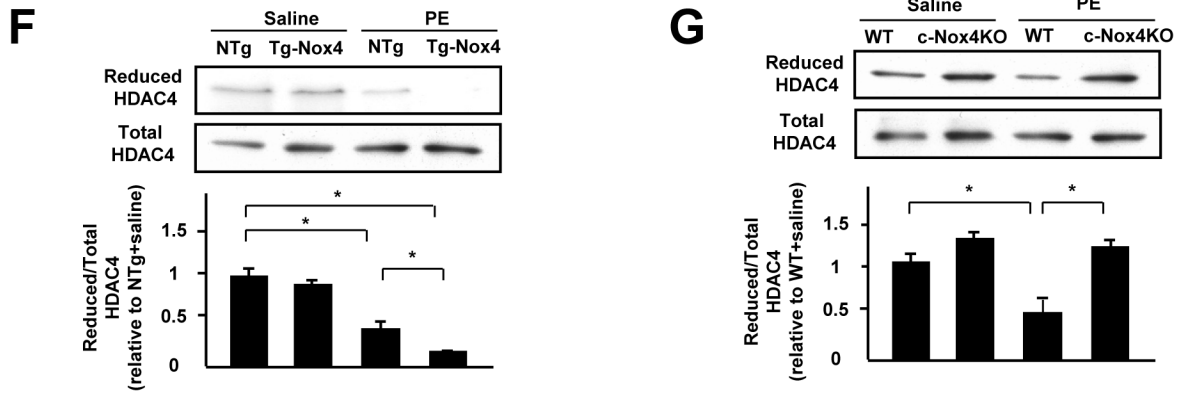 F
Saline PE
NTg Tg-Nox4 NTg Tg-Nox4
Reduced
HDAC4
Total
HDAC4
Reduced/Total
HDAC4
(relative to NTg+saline)
1.5
1
0.5
0
*
*
*
G
Saline PE
WT c-Nox4KO WT c-Nox4KO
Reduced
HDAC4
Total
HDAC4
Reduced/Total
HDAC4
(relative to WT+saline)
1.5
1
0.5
0
* *